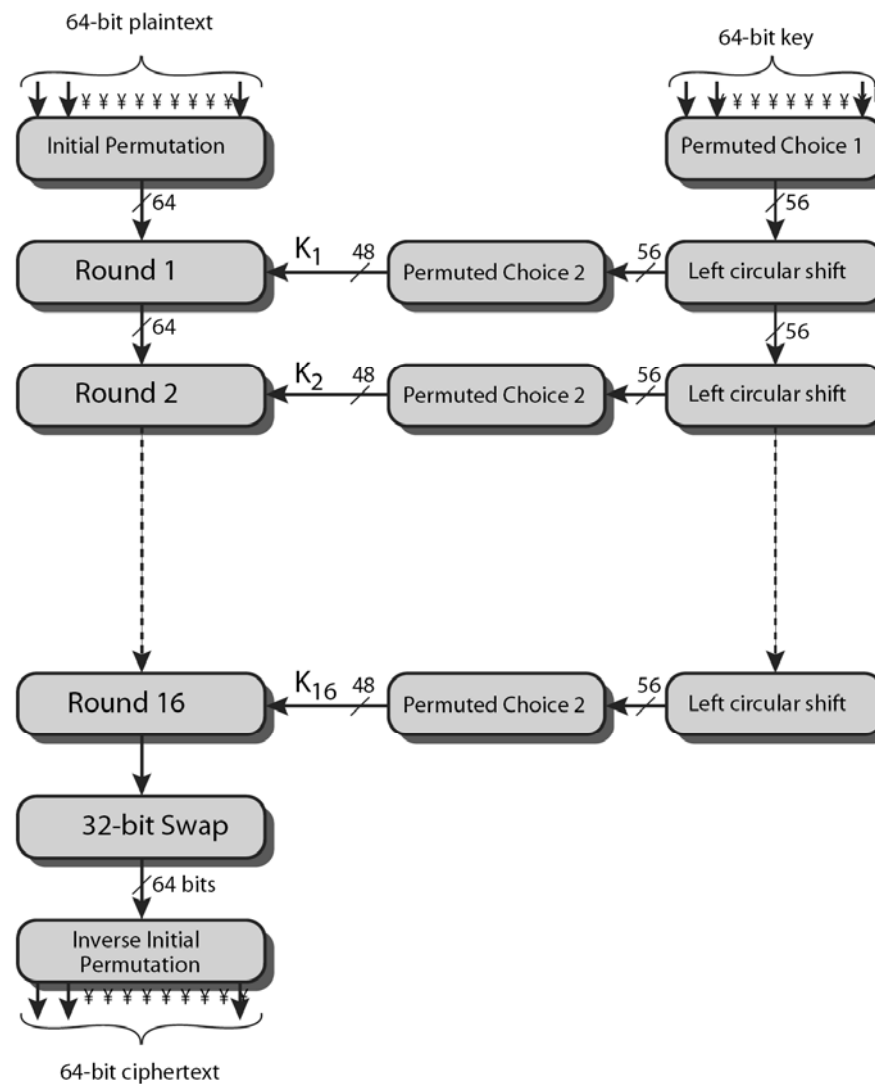 64-bit plaintext
64-bit key
¥ ¥ ¥ ¥ ¥ ¥ ¥ ¥ ¥
¥ ¥ ¥ ¥ ¥ ¥ ¥ ¥ ¥
Initial Permutation
Permuted Choice 1
64
56
Round 1
K1
48
Permuted Choice 2
56
Left circular shift
64
56
Round 2
K2
48
Permuted Choice 2
56
Left circular shift
Round 16
K16
48
Permuted Choice 2
56
Left circular shift
32-bit Swap
64 bits
Inverse Initial
Permutation
¥ ¥ ¥ ¥ ¥ ¥ ¥ ¥ ¥
64-bit ciphertext